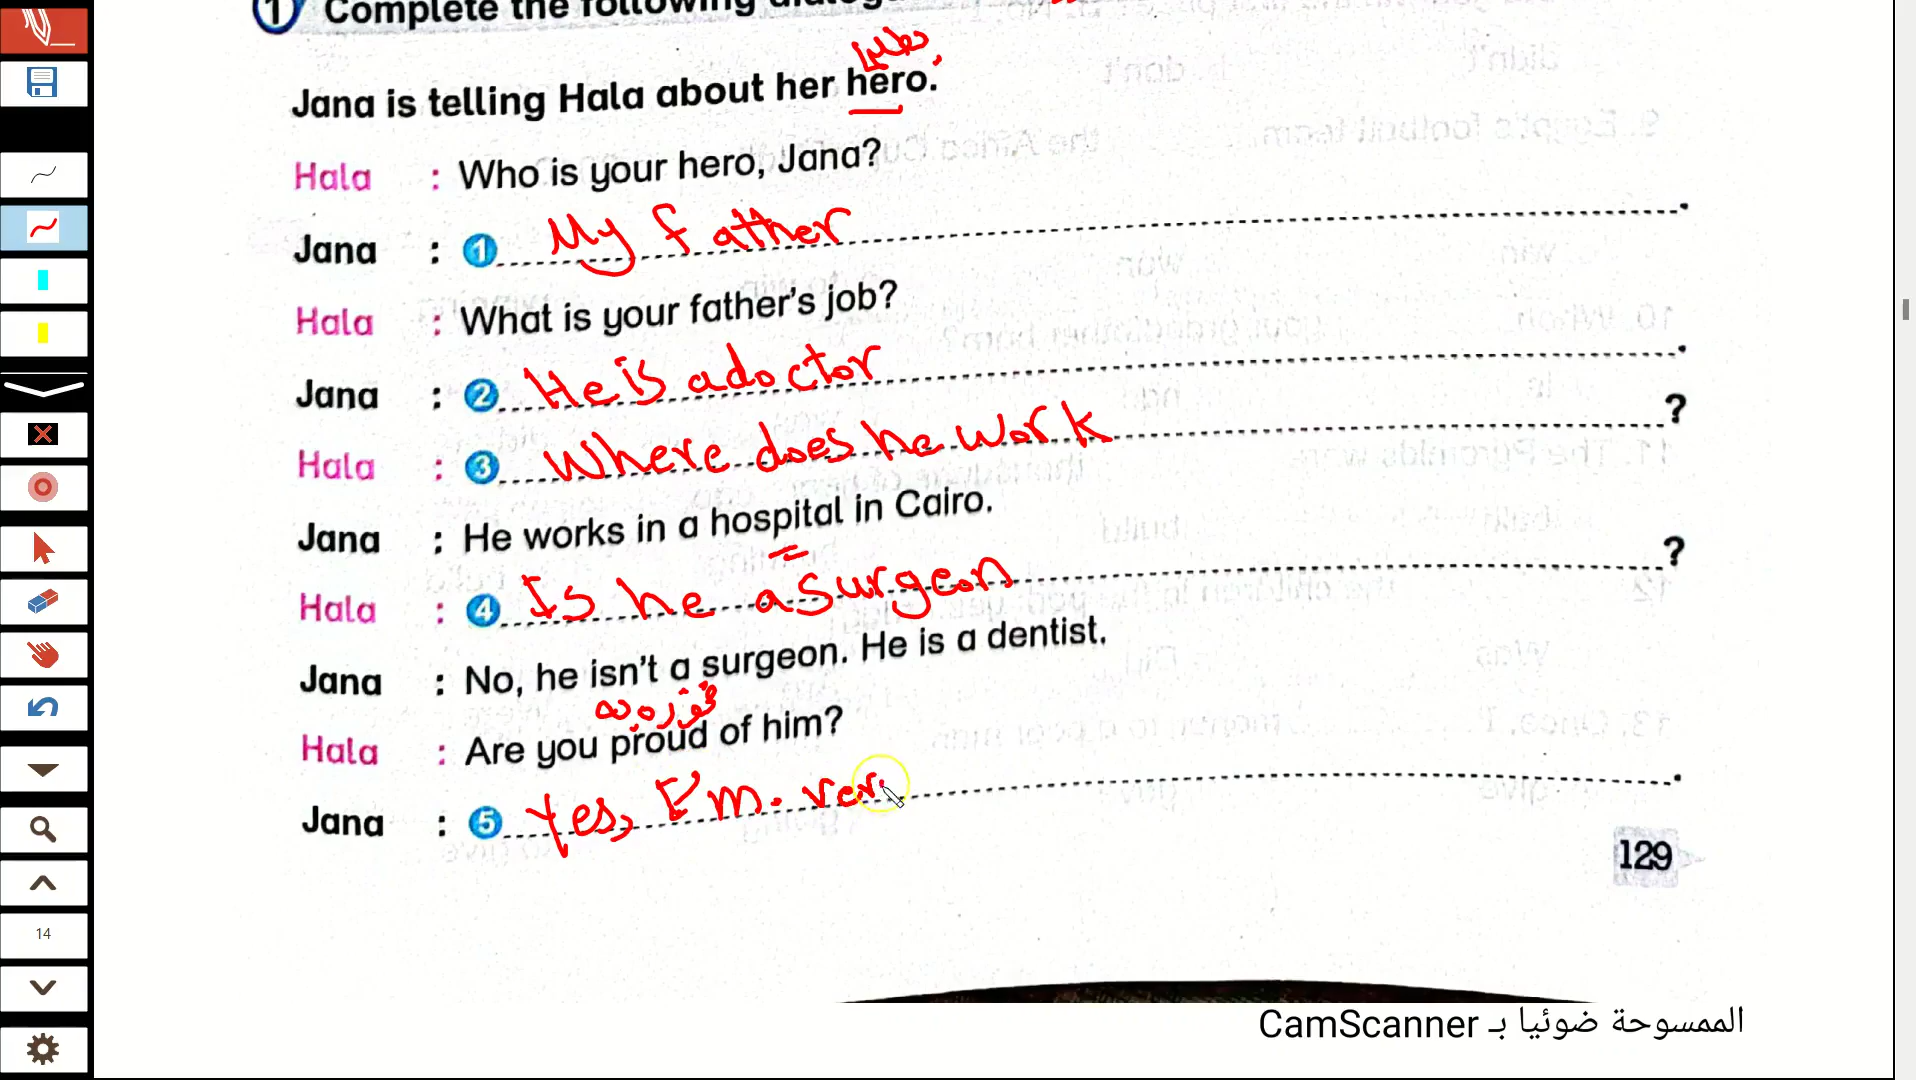 1 Complete the following dialog
Jana is telling Hala about her hero.
Hala : Who is your hero, Jana?
Jana : 1 My father
Hala : What is your father's job?
Jana : 2 He is a doctor
Hala : 3 Where does he work ?
Jana : He works in a hospital in Cairo.
Hala : 4 Is he a surgeon ?
Jana : No, he isn't a surgeon. He is a dentist.
Hala : Are you proud of him?
Jana : 5 Yes, I'm. ver
129
14
الممسوحة ضوئيا بـ CamScanner